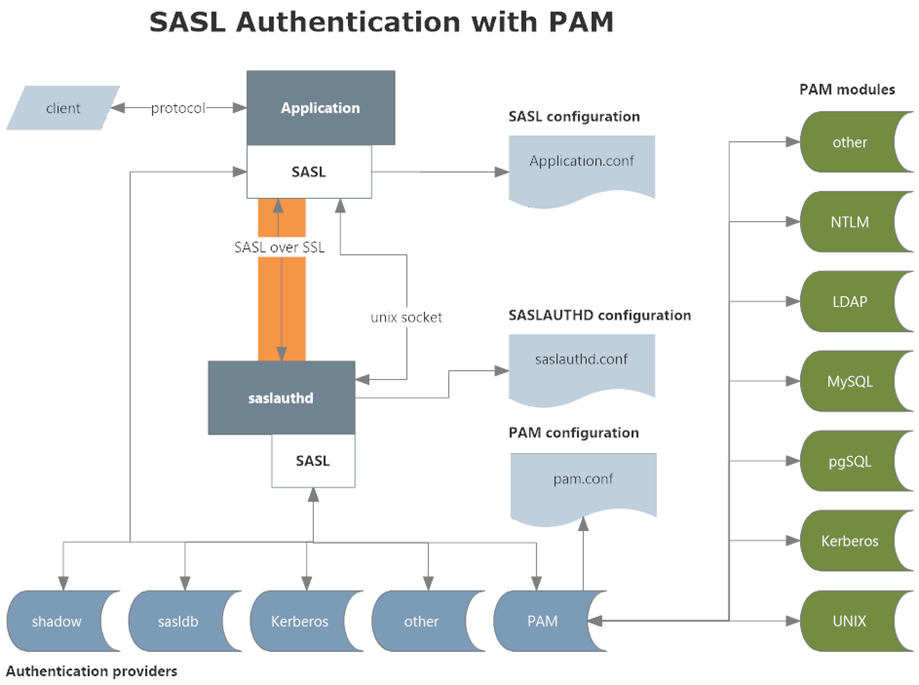 SASL Authentication with PAM
client
protocol
Application
SASL
SASL configuration
Application.conf
PAM modules
other
NTLM
LDAP
MySQL
pgSQL
Kerberos
UNIX
SASL over SSL
unix socket
SASLAUTHD configuration
saslauthd.conf
saslauthd
SASL
PAM configuration
pam.conf
shadow
sasldb
Kerberos
other
PAM
Authentication providers